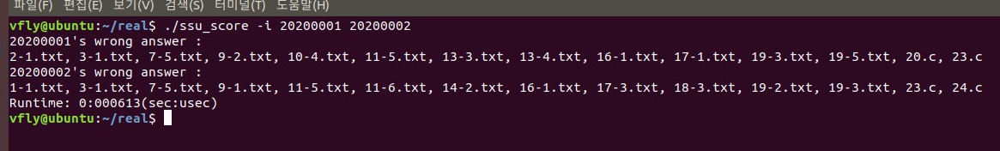 파일(F) 편집(E) 보기(V) 검색(S) 터미널(T) 도움말(H)
vfly@ubuntu:~/real$ ./ssu_score -i 20200001 20200002
20200001's wrong answer :
2-1.txt, 3-1.txt, 7-5.txt, 9-2.txt, 10-4.txt, 11-5.txt, 13-3.txt, 13-4.txt, 16-1.txt, 17-1.txt, 19-3.txt, 19-5.txt, 20.c, 23.c
20200002's wrong answer :
1-1.txt, 3-1.txt, 7-5.txt, 9-1.txt, 11-5.txt, 11-6.txt, 14-2.txt, 16-1.txt, 17-3.txt, 18-3.txt, 19-2.txt, 19-3.txt, 23.c, 24.c
Runtime: 0:000613(sec:usec)
vfly@ubuntu:~/real$